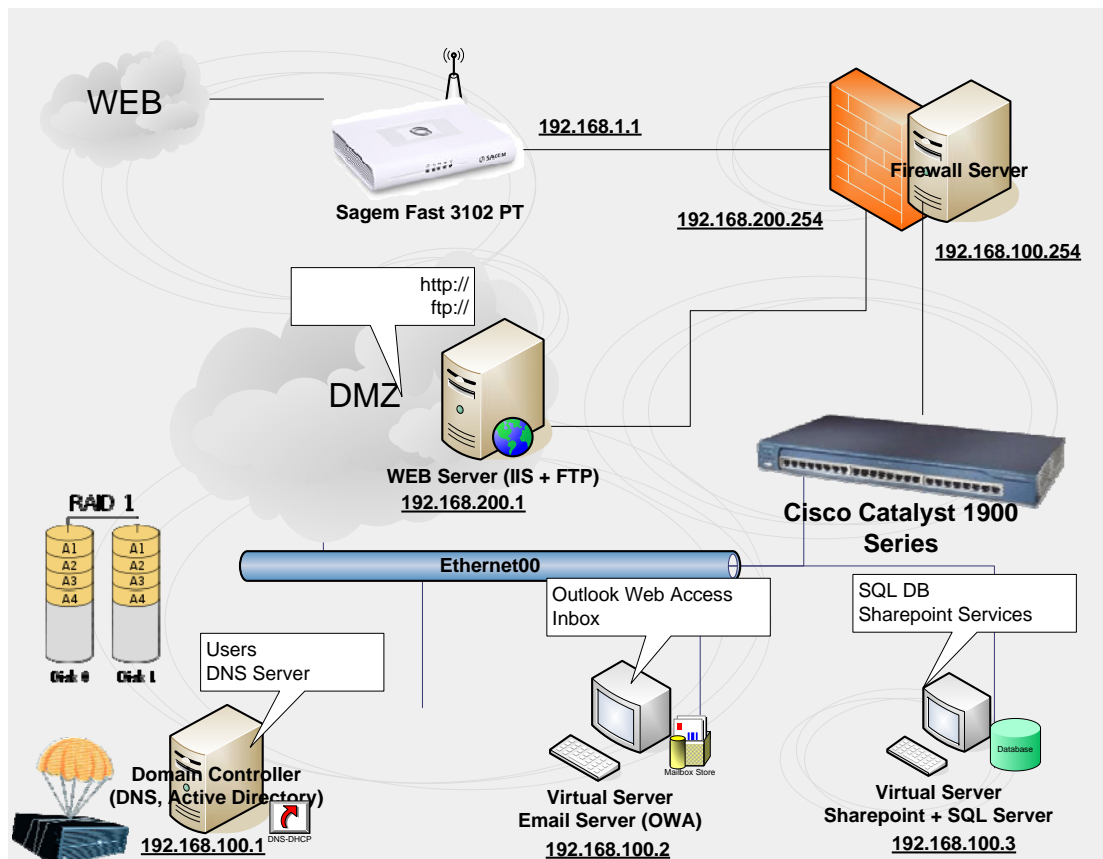 WEB
192.168.1.1
SAGEM
Sagem Fast 3102 PT
Firewall Server
192.168.200.254
192.168.100.254
http://
ftp://
DMZ
WEB Server (IIS + FTP)
192.168.200.1
Cisco Catalyst 1900
Series
RAID 1
A1
A1
A2
A2
A3
A3
A4
A4
Disk 0
Disk 1
Ethernet00
Outlook Web Access
Inbox
SQL DB
Sharepoint Services
Users
DNS Server
Mailbox Store
Database
Domain Controller
(DNS, Active Directory)
DNS-DHCP
192.168.100.1
Virtual Server
Email Server (OWA)
192.168.100.2
Virtual Server
Sharepoint + SQL Server
192.168.100.3